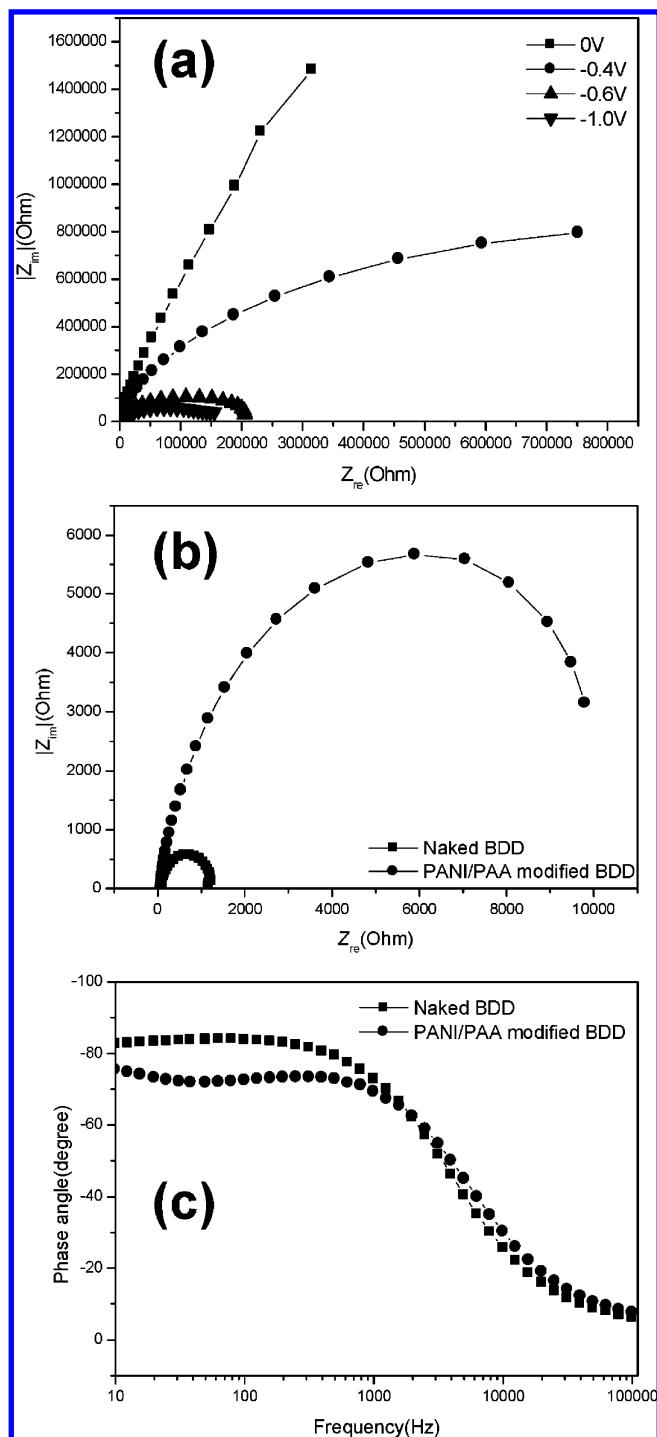 (a)
0V
-0.4V
-0.6V
-1.0V
|Z_im|(Ohm)
1600000
1400000
1200000
1000000
800000
600000
400000
200000
0
0 100000 200000 300000 400000 500000 600000 700000 800000
Z_re(Ohm)
(b)
|Z_im|(Ohm)
6000
5000
4000
3000
2000
1000
0
Naked BDD
PANI/PAA modified BDD
0 2000 4000 6000 8000 10000
Z_re(Ohm)
Naked BDD
PANI/PAA modified BDD
Phase angle(degree)
-100
-80
-60
-40
-20
0
(c)
10 100 1000 10000 100000
Frequency(Hz)